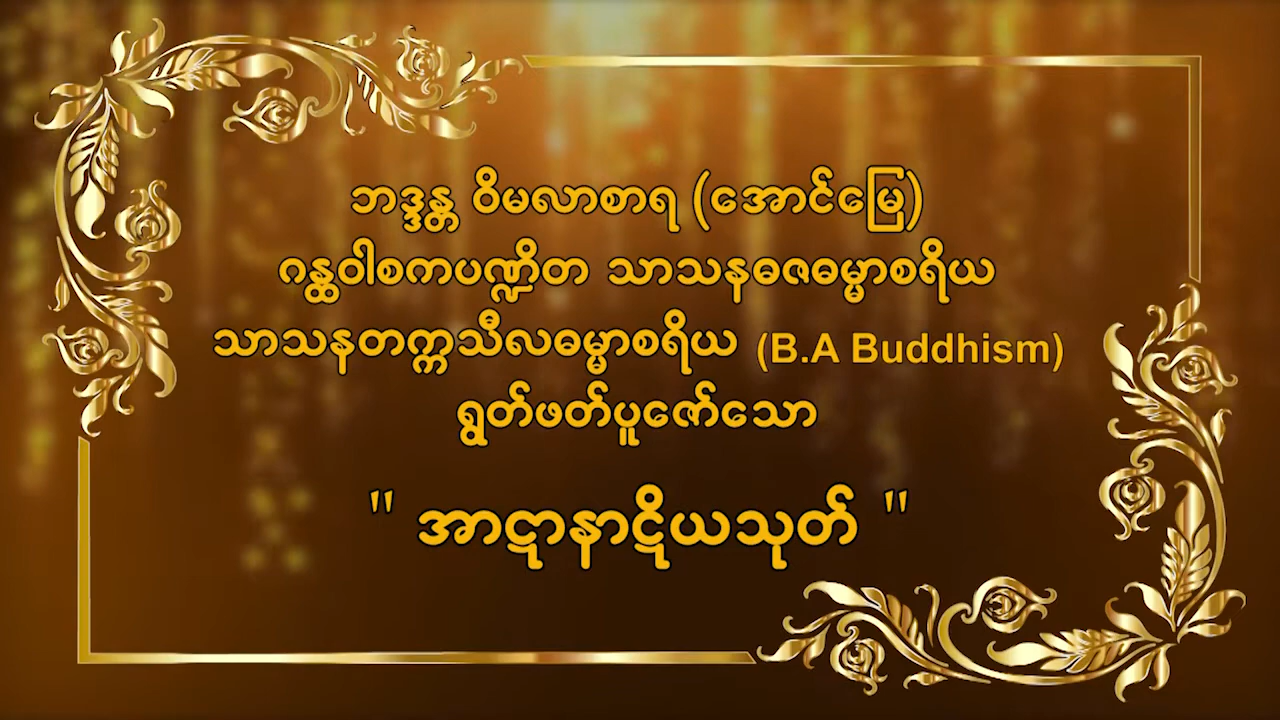 ဘဒ္ဒန္တ ဝိမလာစာရ (အောင်မြေ)
ဂန္ထဝါစကပဏ္ဍိတ သာသနဓဇဓမ္မာစရိယ
သာသနတက္ကသီလဓမ္မာစရိယ (B.A Buddhism)
ရွတ်ဖတ်ပူဇော်သော
" အာဋာနာဋိယသုတ် "